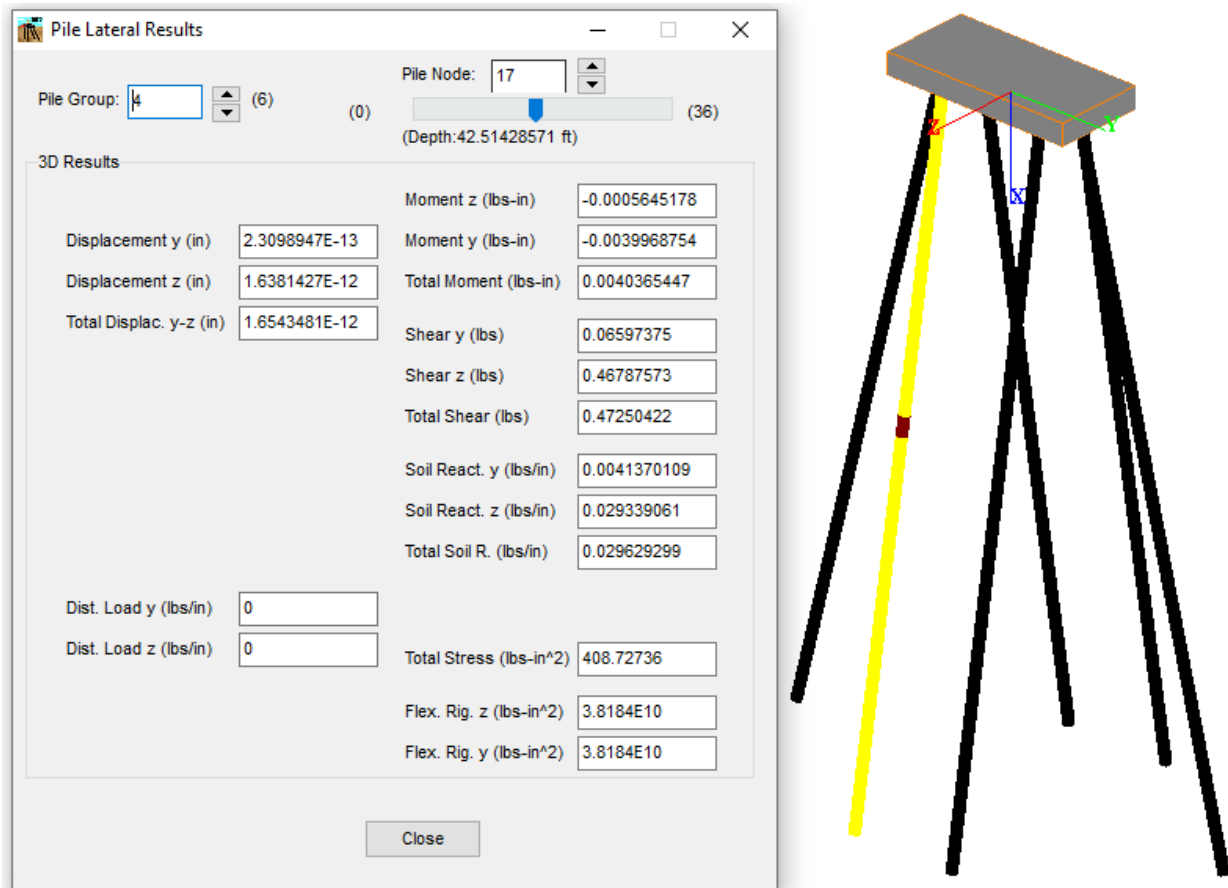 Pile Lateral Results
Pile Group: 4 (6)
Pile Node: 17
(0) (36)
(Depth:42.51428571 ft)
3D Results
Displacement y (in) 2.3098947E-13
Displacement z (in) 1.6381427E-12
Total Displac. y-z (in) 1.6543481E-12
Dist. Load y (lbs/in) 0
Dist. Load z (lbs/in) 0
Moment z (lbs-in) -0.0005645178
Moment y (lbs-in) -0.0039968754
Total Moment (lbs-in) 0.0040365447
Shear y (lbs) 0.06597375
Shear z (lbs) 0.46787573
Total Shear (lbs) 0.47250422
Soil React. y (lbs/in) 0.0041370109
Soil React. z (lbs/in) 0.029339061
Total Soil R. (lbs/in) 0.029629299
Total Stress (lbs-in^2) 408.72736
Flex. Rig. z (lbs-in^2) 3.8184E10
Flex. Rig. y (lbs-in^2) 3.8184E10
Close
Z
Y
X